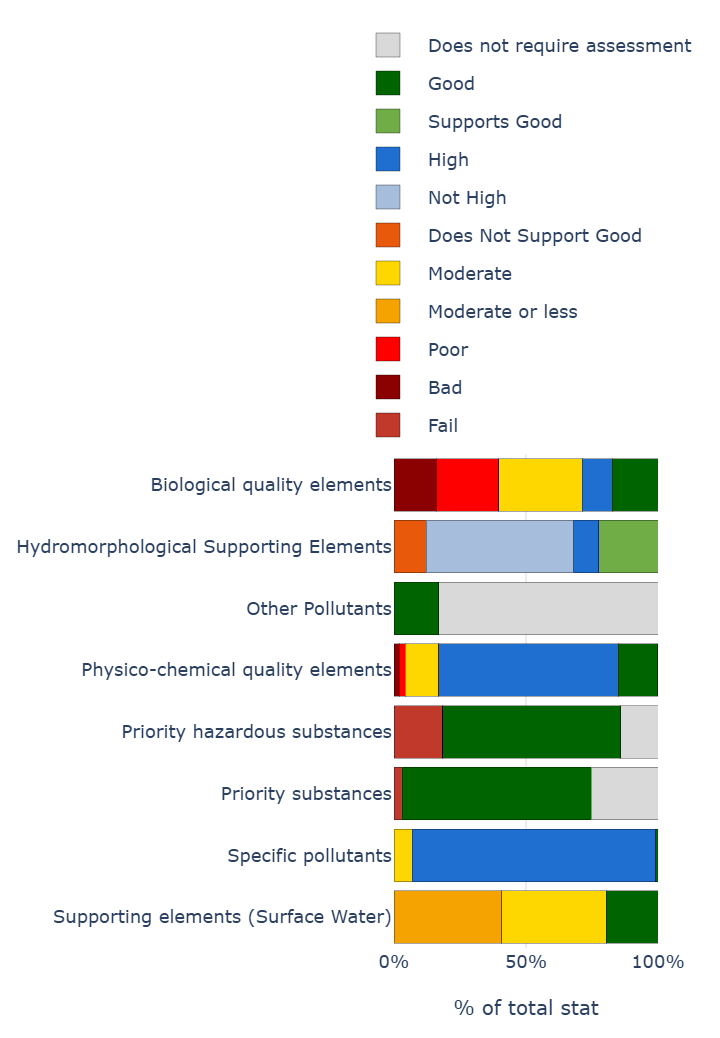 Does not require assessment
Good
Supports Good
High
Not High
Does Not Support Good
Moderate
Moderate or less
Poor
Bad
Fail
Biological quality elements
Hydromorphological Supporting Elements
Other Pollutants
Physico-chemical quality elements
Priority hazardous substances
Priority substances
Specific pollutants
Supporting elements (Surface Water)
0% 50% 100%
% of total stat